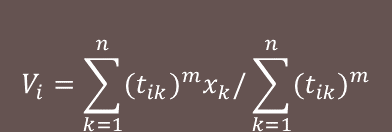 V_i = \sum_{k=1}^{n} (t_{ik})^m x_k / \sum_{k=1}^{n} (t_{ik})^m